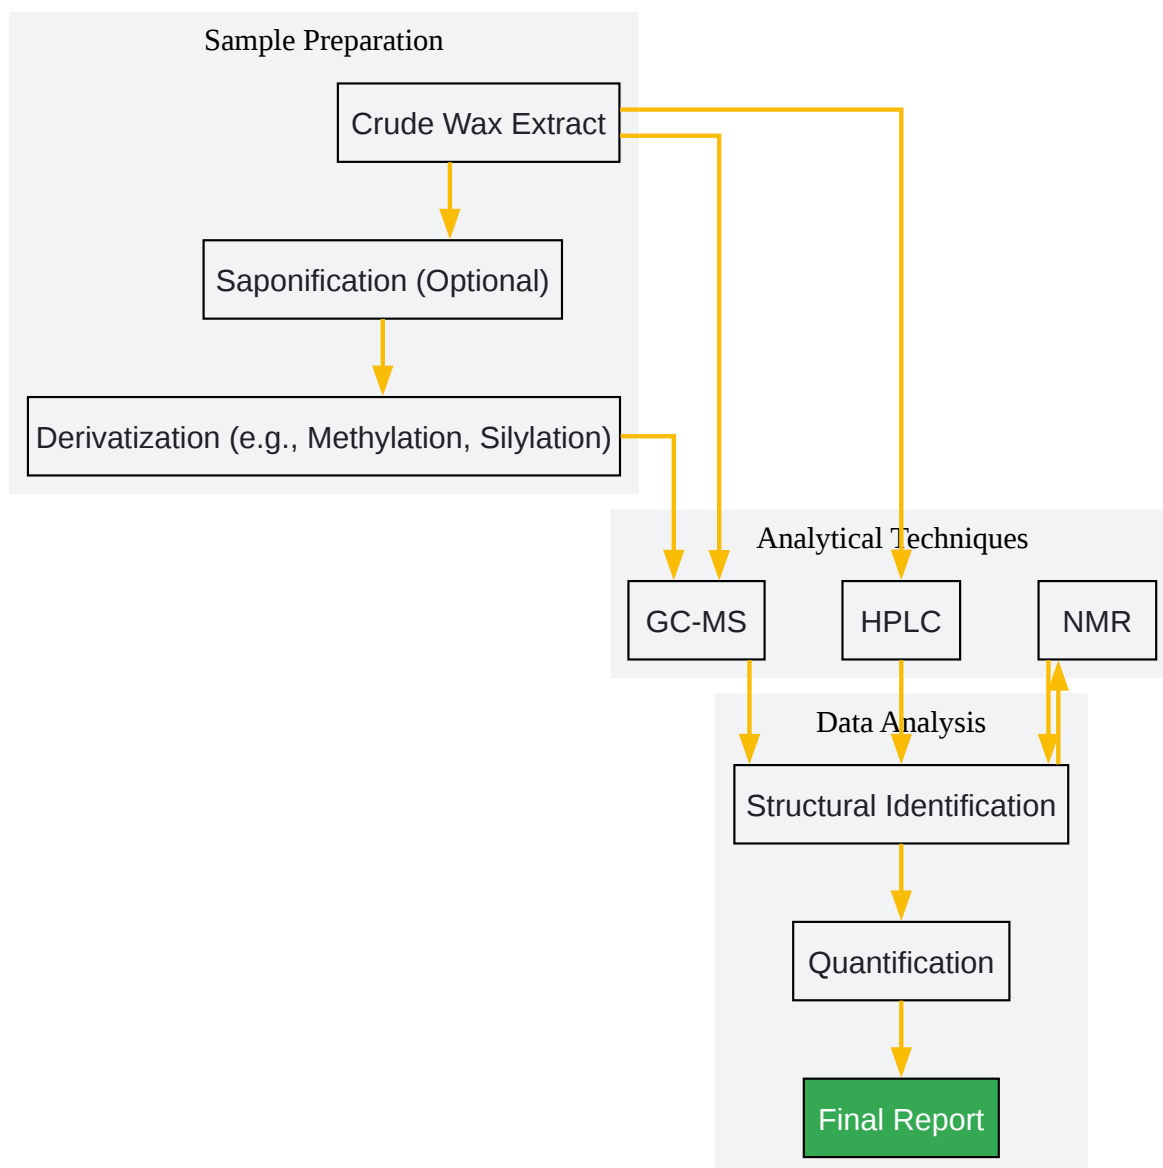 Sample Preparation
Crude Wax Extract
Saponification (Optional)
Derivatization (e.g., Methylation, Silylation)
Analytical Techniques
GC-MS
HPLC
NMR
Data Analysis
Structural Identification
Quantification
Final Report